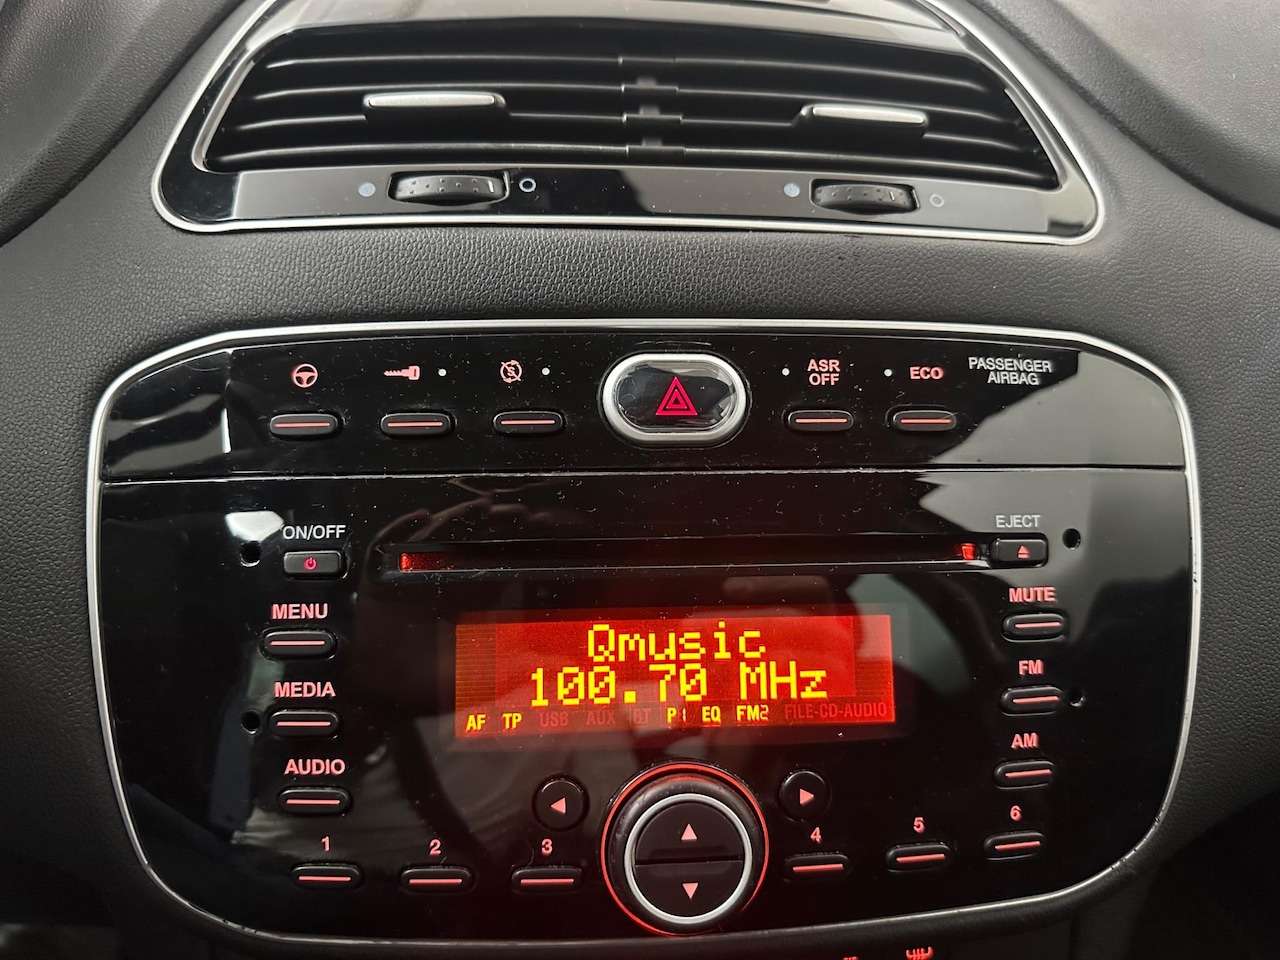 ASR
OFF
ECO
PASSENGER
AIRBAG
ON/OFF
EJECT
MENU
MUTE
Qmusic
100.70 MHz
MEDIA
FM
AF TP USB AUX BT EQ FM2 FILE-CD-AUDIO
AUDIO
AM
1 2 3 4 5 6